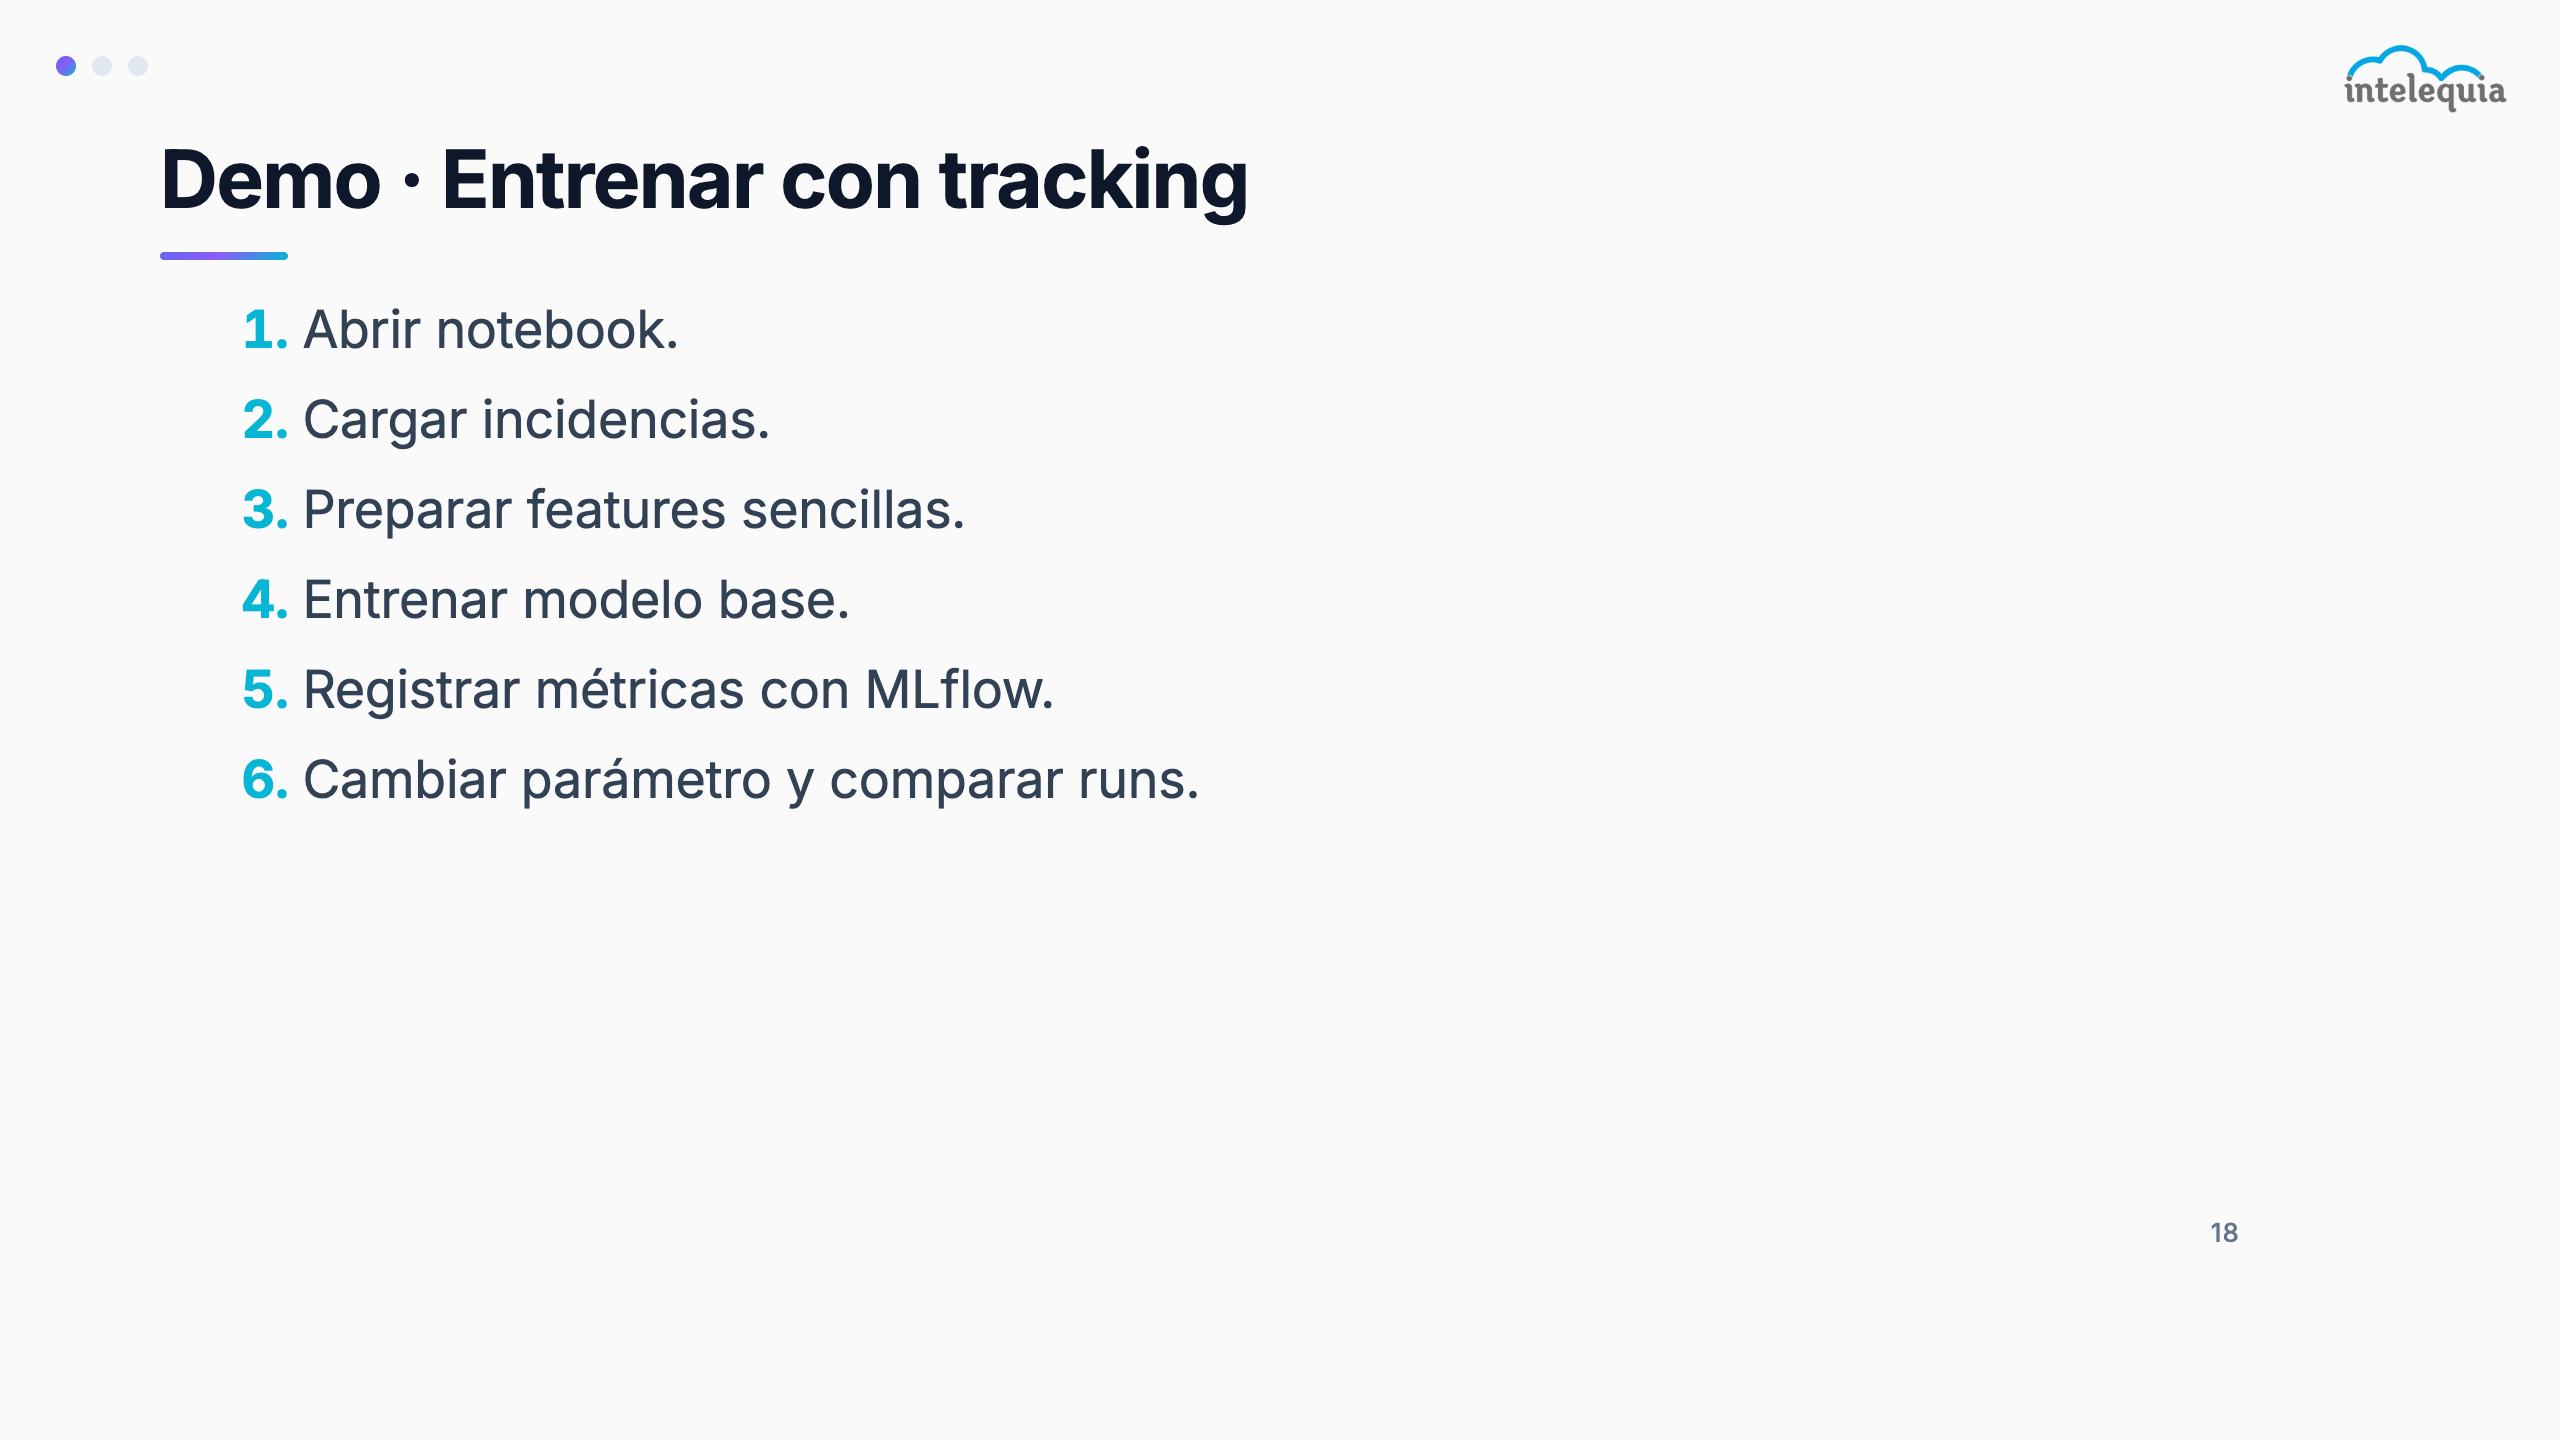 intelequia
Demo · Entrenar con tracking
1. Abrir notebook.
2. Cargar incidencias.
3. Preparar features sencillas.
4. Entrenar modelo base.
5. Registrar métricas con MLflow.
6. Cambiar parámetro y comparar runs.
18